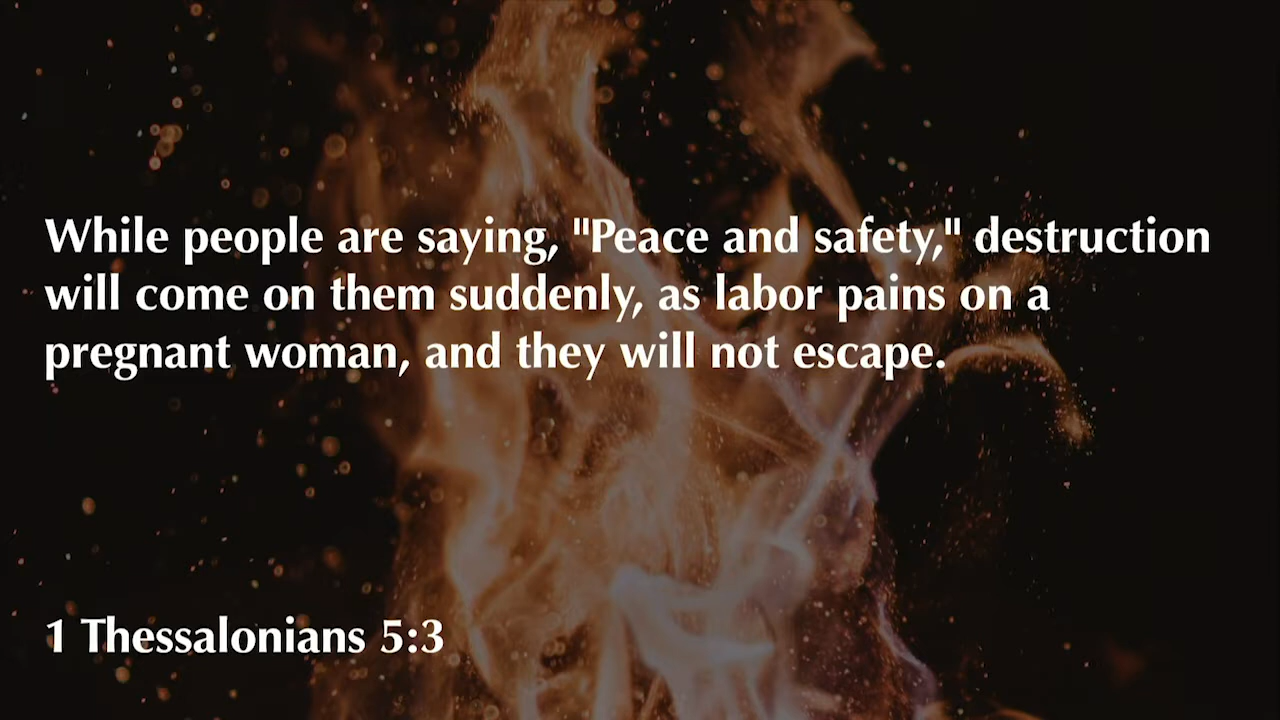 While people are saying, "Peace and safety," destruction
will come on them suddenly, as labor pains on a
pregnant woman, and they will not escape.
1 Thessalonians 5:3